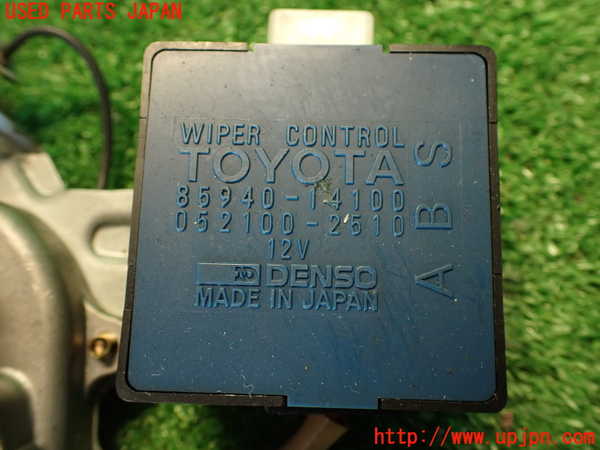 USED PARTS JAPAN
WIPER CONTROL
TOYOTA
85940-14100
052100-2510
12V
ND DENSO
MADE IN JAPAN
ABS
http://www.upjpn.com/